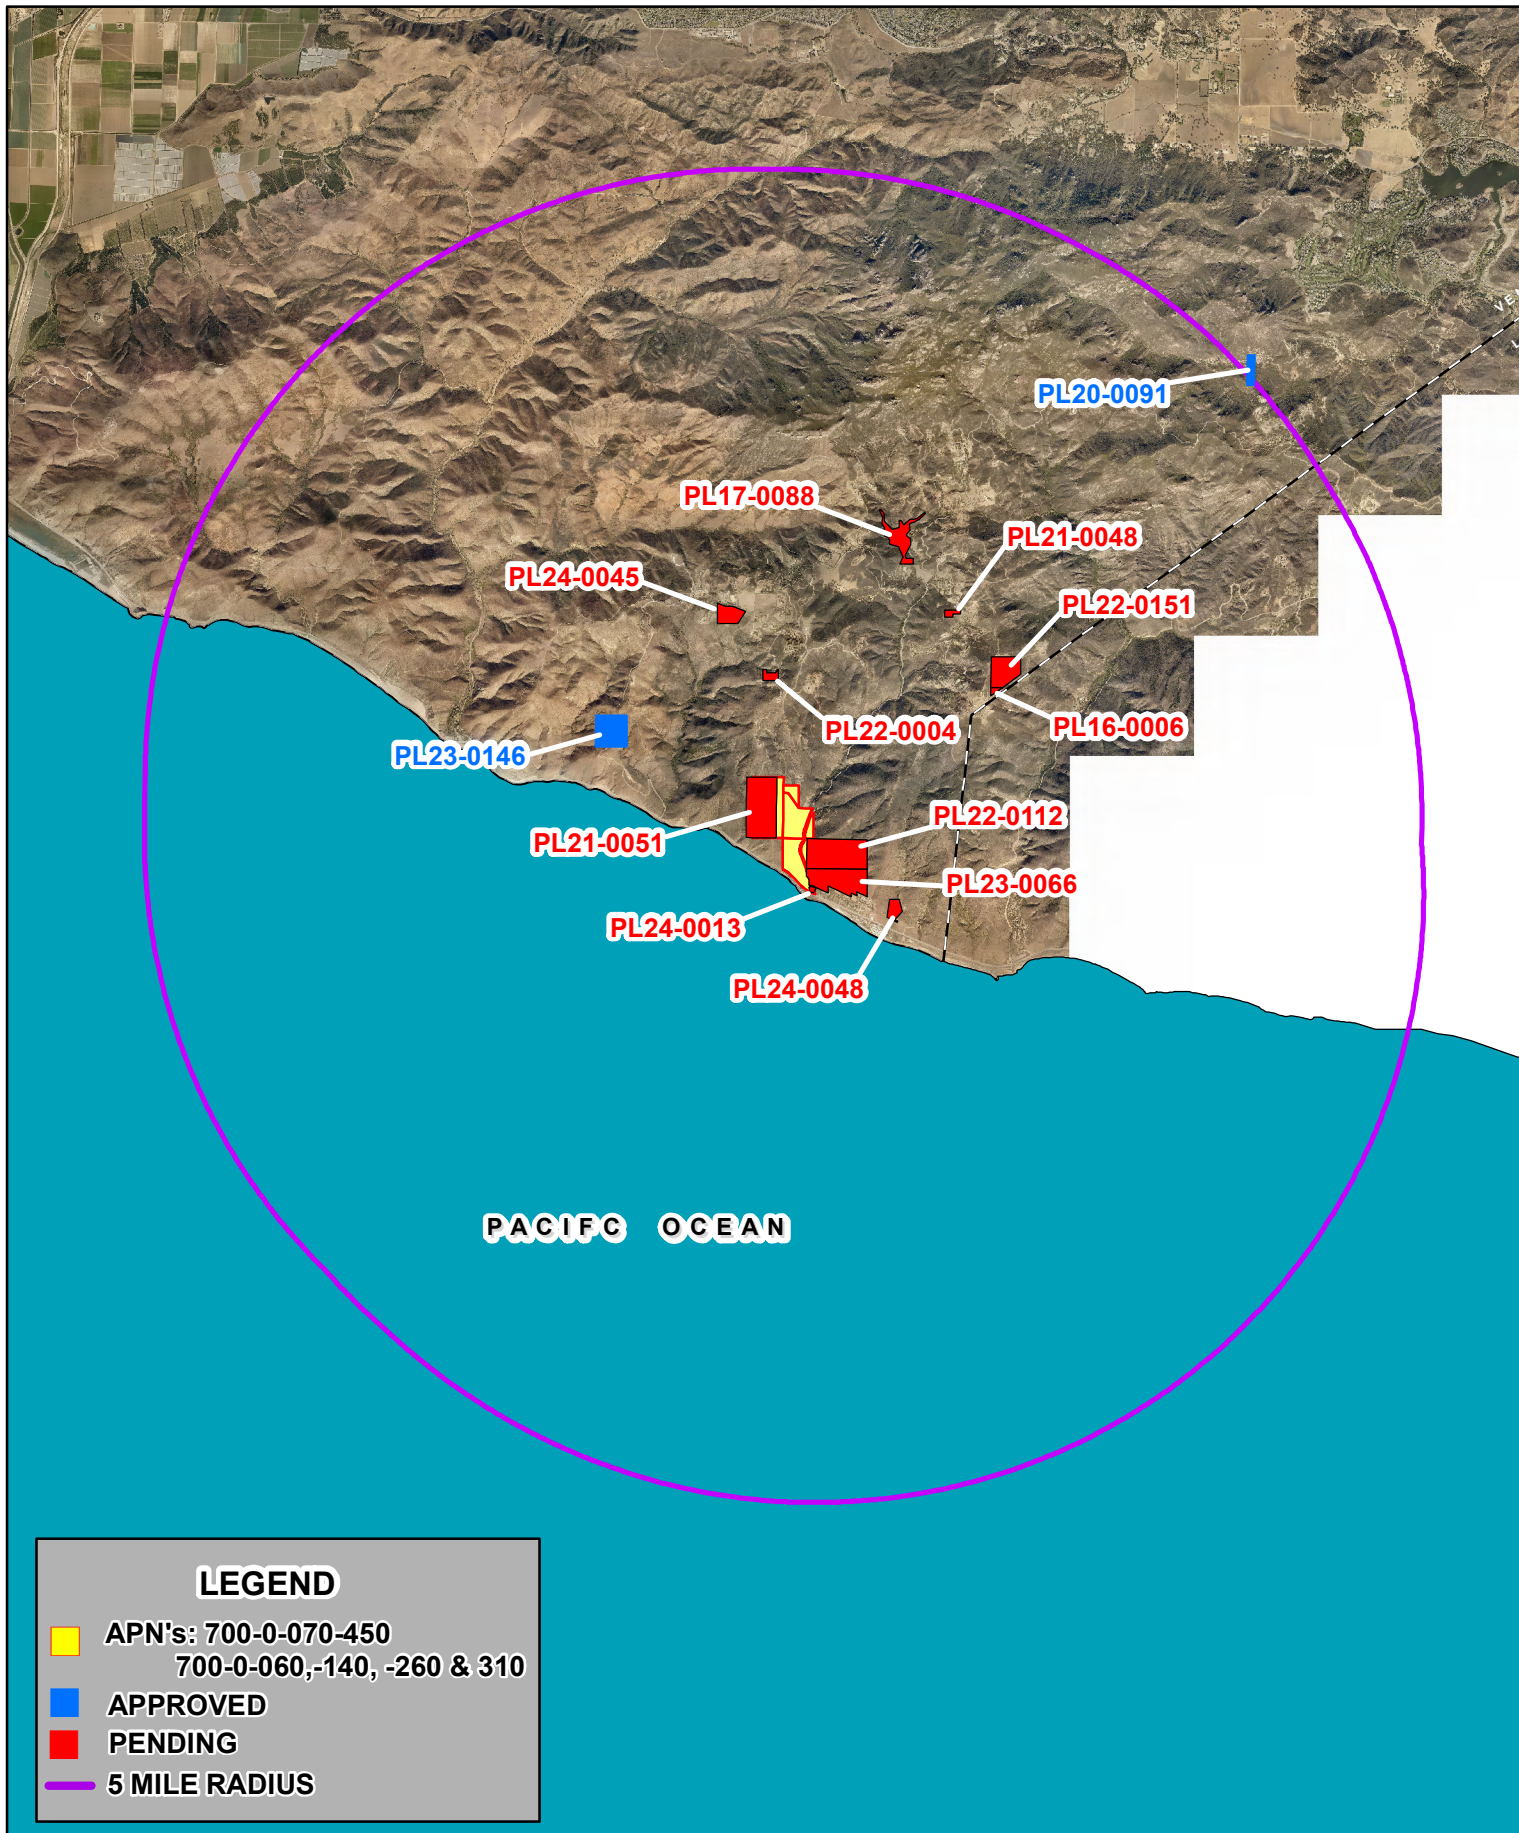 VEN
L
PL20-0091
PL17-0088
PL21-0048
PL24-0045
PL22-0151
PL22-0004
PL16-0006
PL23-0146
PL22-0112
PL21-0051
PL23-0066
PL24-0013
PL24-0048
PACIFC OCEAN
LEGEND
APN's: 700-0-070-450
700-0-060,-140, -260 & 310
APPROVED
PENDING
5 MILE RADIUS